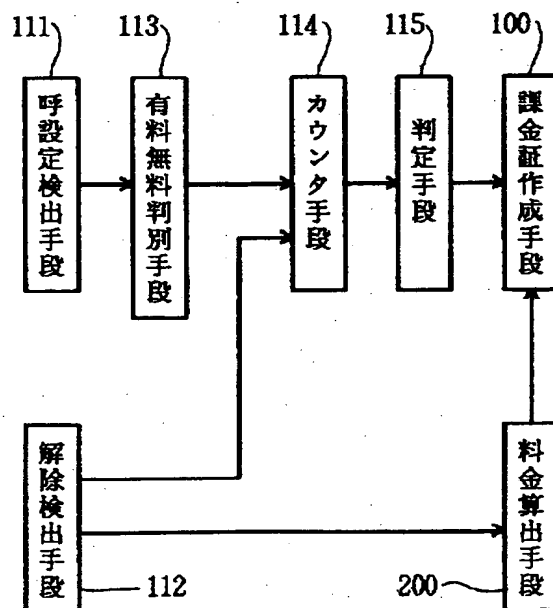 111
113
114
115
100
呼設定検出手段
有料無料判別手段
カウンタ手段
判定手段
課金証作成手段
解除検出手段
料金算出手段
112
200